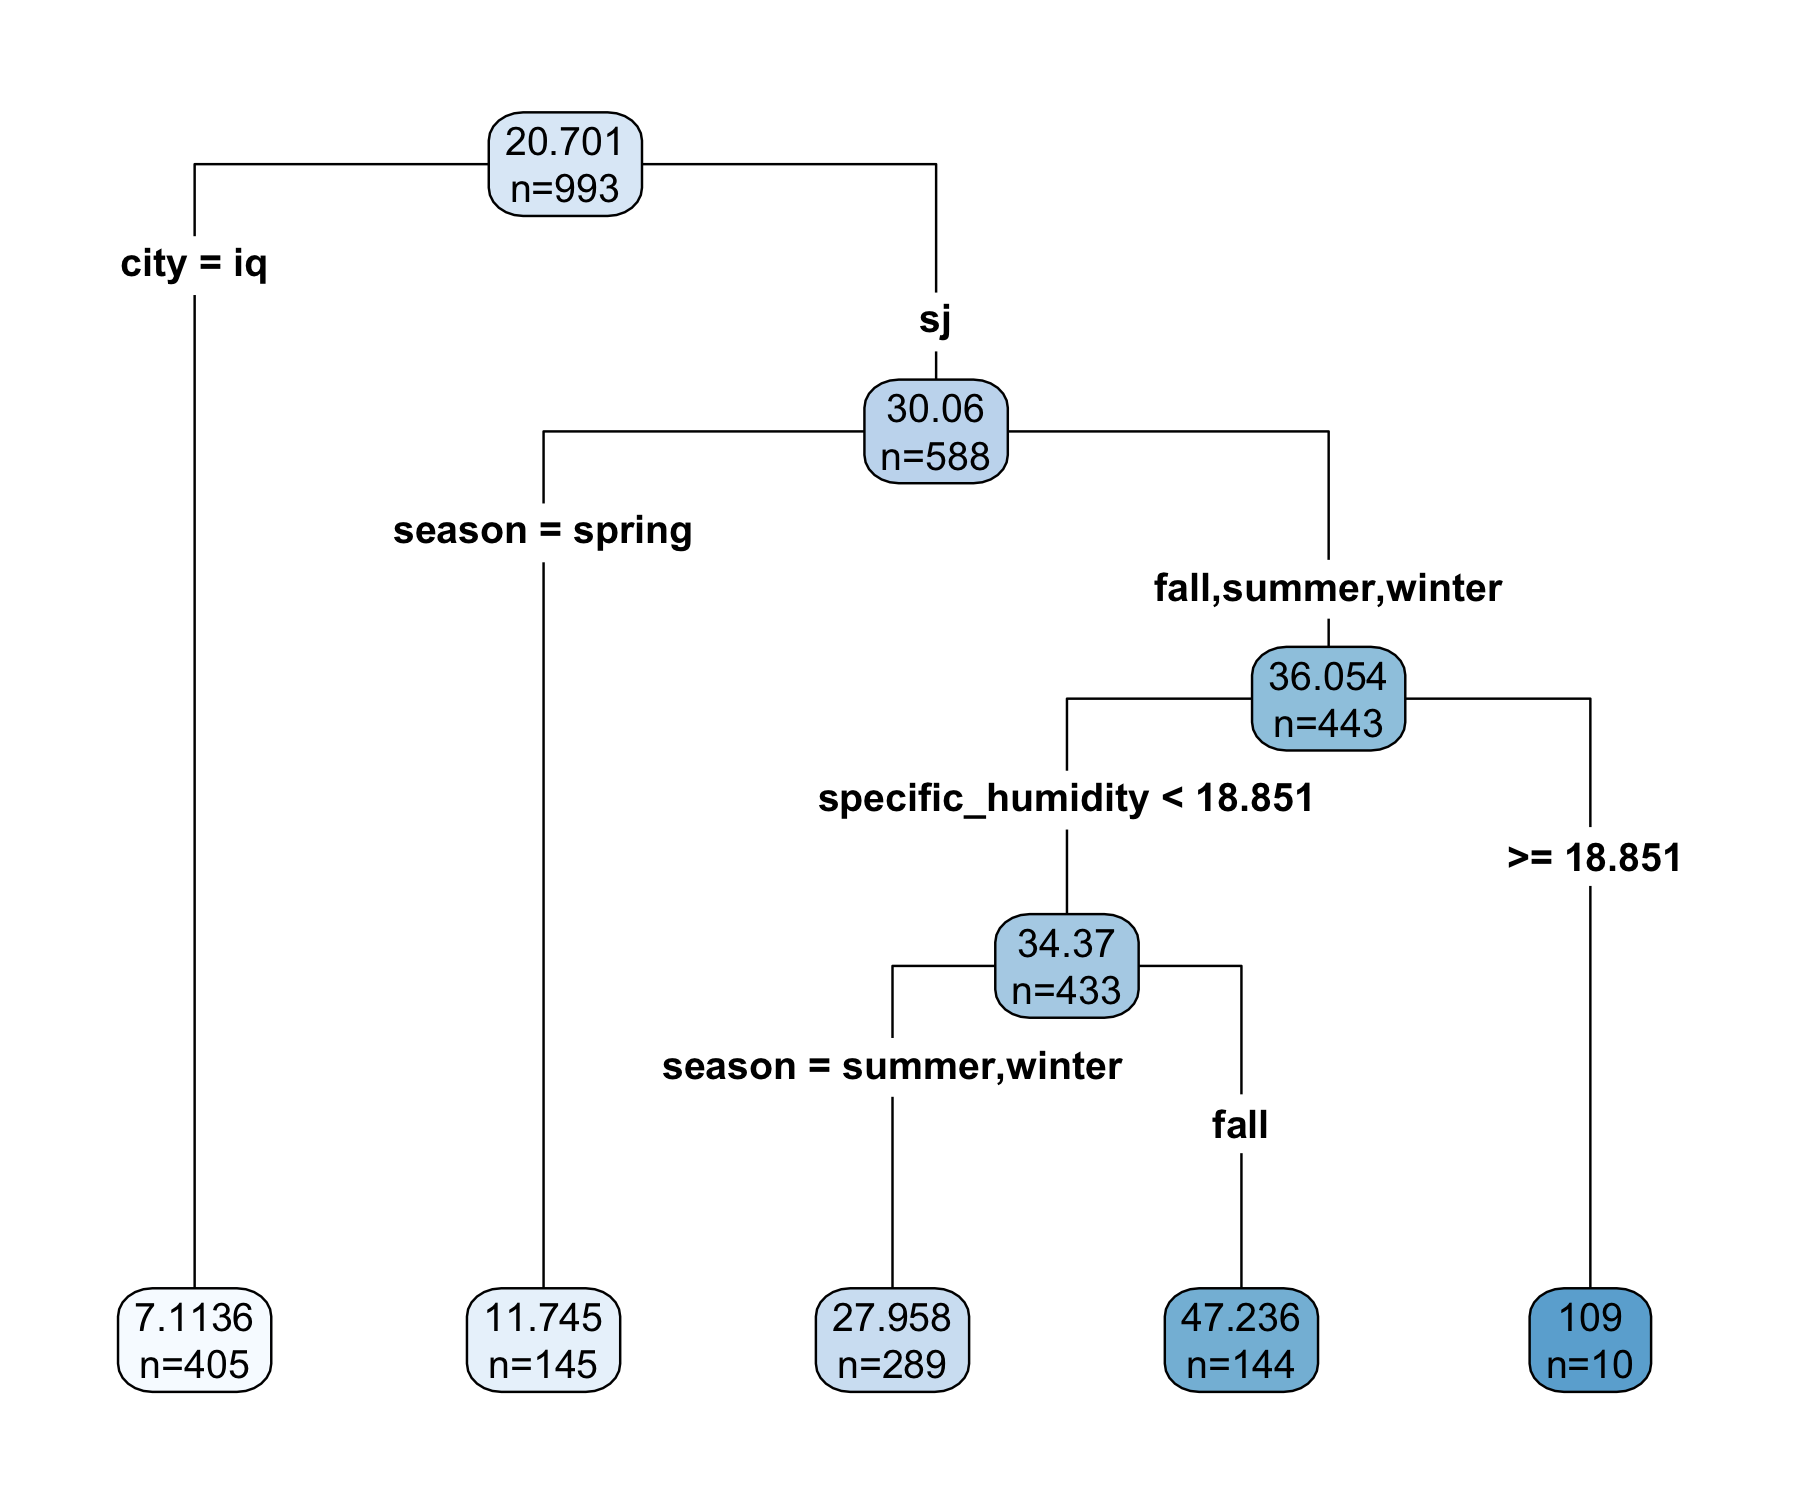 20.701
n=993
city = iq
sj
30.06
n=588
season = spring
fall,summer,winter
36.054
n=443
specific_humidity < 18.851
>= 18.851
34.37
n=433
season = summer,winter
fall
7.1136
n=405
11.745
n=145
27.958
n=289
47.236
n=144
109
n=10